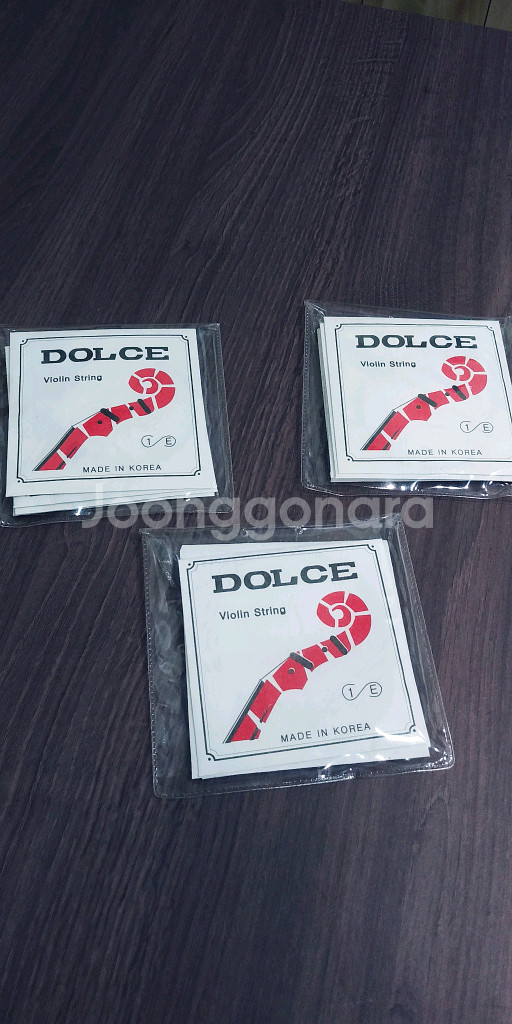 DOLCE
Violin String
1/E
MADE IN KOREA
DOLCE
Violin String
1/E
MADE IN KOREA
Joonggonara
DOLCE
Violin String
1/E
MADE IN KOREA